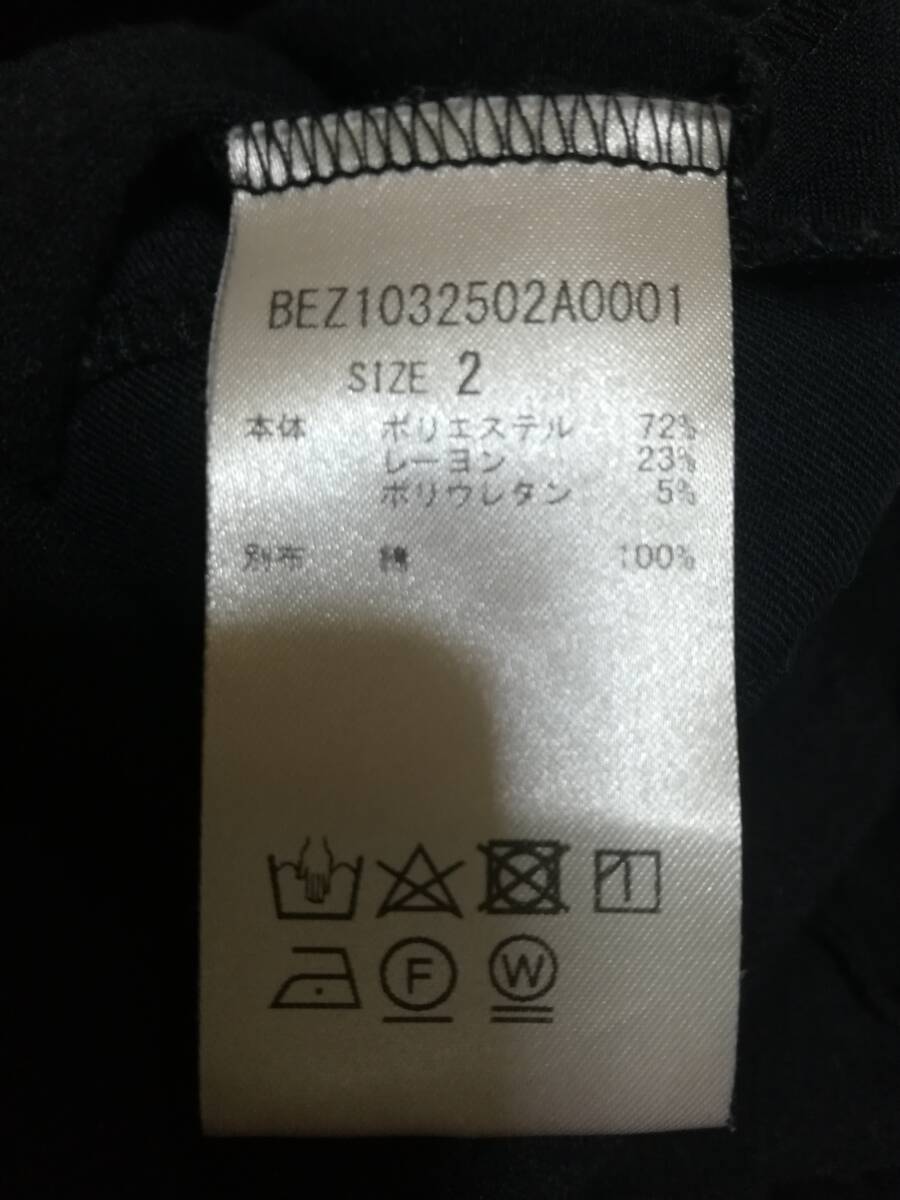 BEZ1032502A0001
SIZE 2
本体 ポリエステル 72%
レーヨン 23%
ポリウレタン 5%
別布 綿 100%
F W